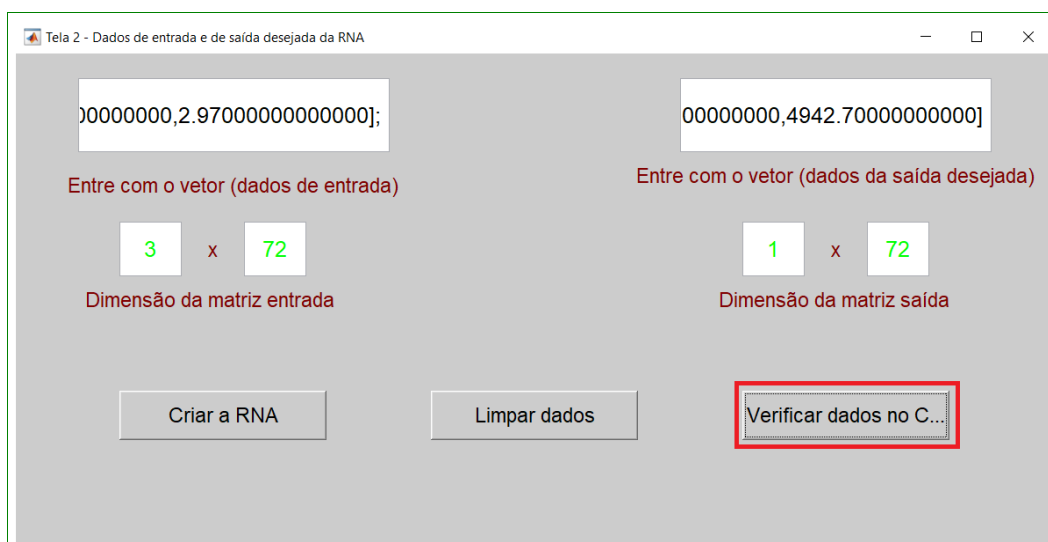 Tela 2 - Dados de entrada e de saída desejada da RNA
00000000,2.97000000000000];
00000000,4942.70000000000]
Entre com o vetor (dados de entrada)
Entre com o vetor (dados da saída desejada)
3 x 72
1 x 72
Dimensão da matriz entrada
Dimensão da matriz saída
Criar a RNA
Limpar dados
Verificar dados no C...